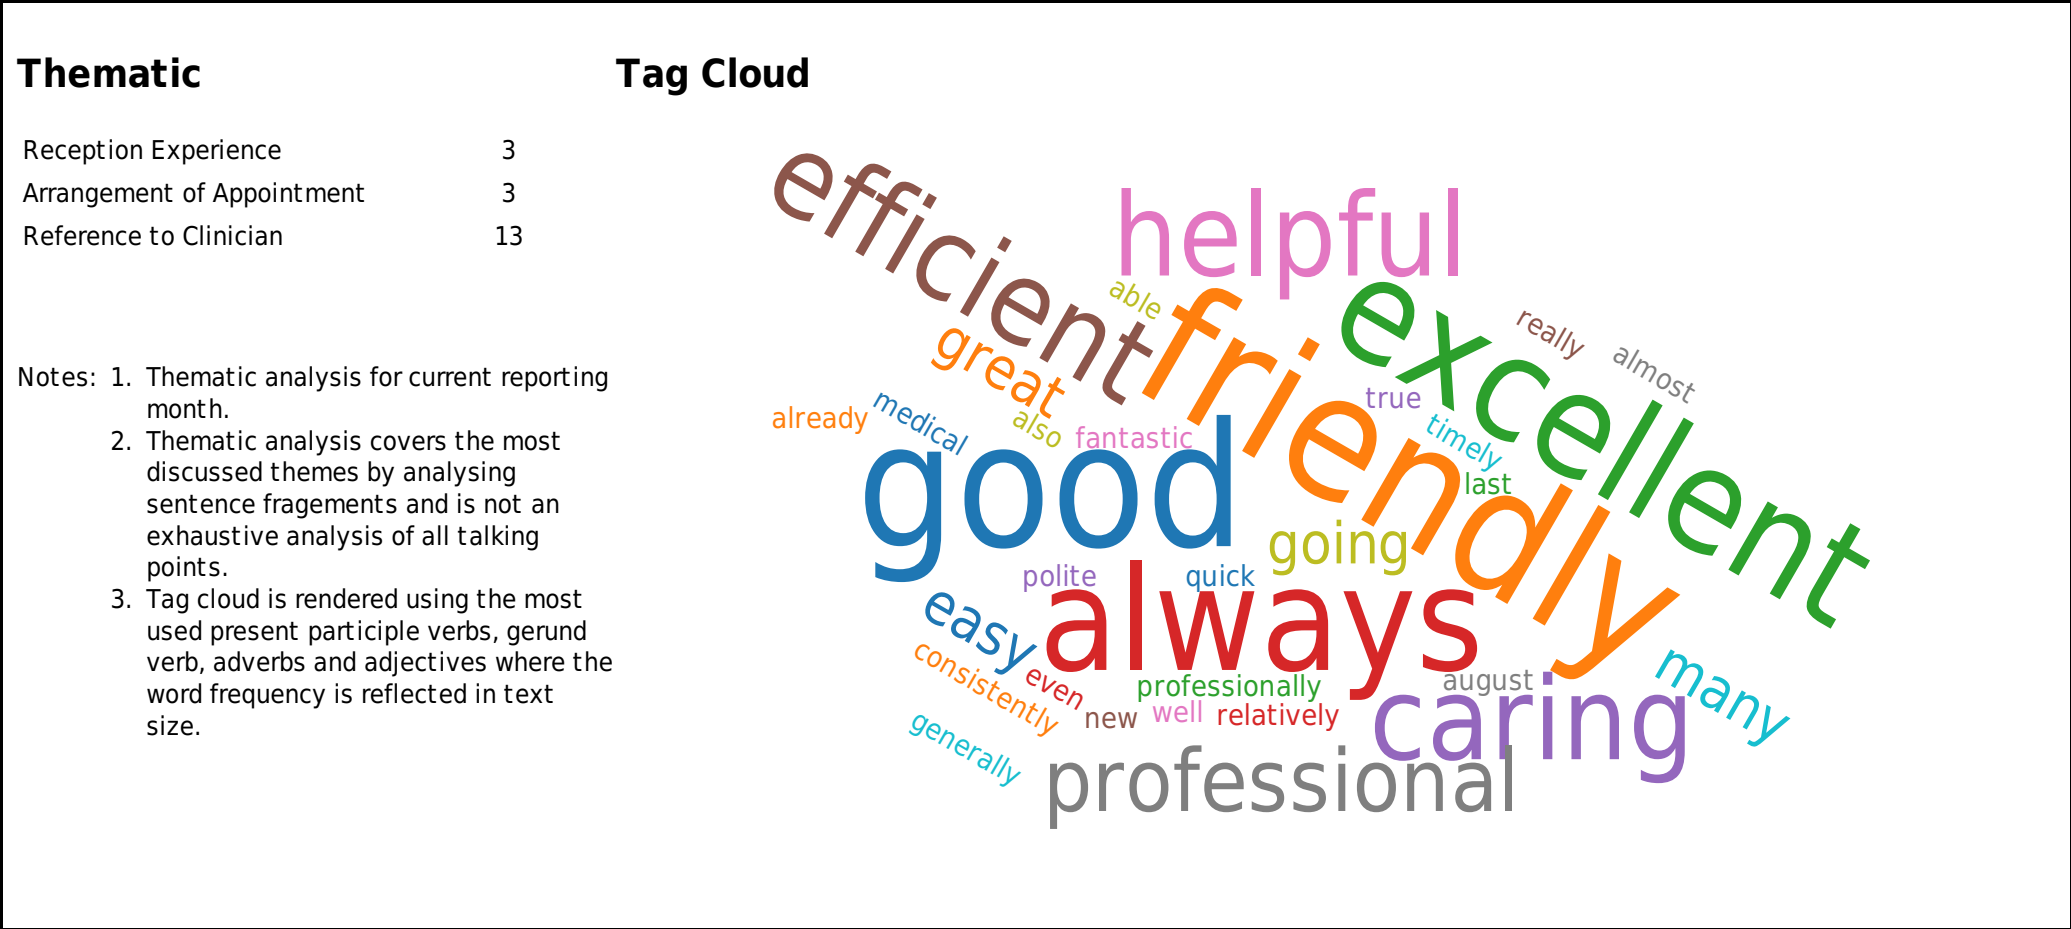 Thematic
Reception Experience 3
Arrangement of Appointment 3
Reference to Clinician 13
Notes: 1. Thematic analysis for current reporting
month.
2. Thematic analysis covers the most
discussed themes by analysing
sentence fragements and is not an
exhaustive analysis of all talking
points.
3. Tag cloud is rendered using the most
used present participle verbs, gerund
verb, adverbs and adjectives where the
word frequency is reflected in text
size.
Tag Cloud
efficient
helpful
able
friendly
excellent
really
almost
great
true
already
medical
also
fantastic
timely
good
last
going
polite
quick
easy
always
consistently
even
professionally
august
many
new
well
relatively
caring
generally
professional